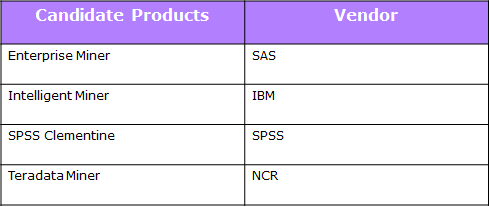 Candidate Products Vendor
Enterprise Miner SAS
Intelligent Miner IBM
SPSS Clementine SPSS
Teradata Miner NCR